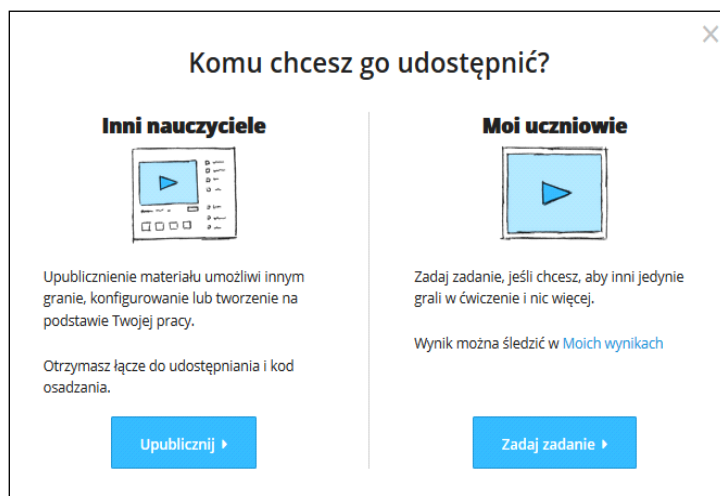 Komu chcesz go udostępnić?
Inni nauczyciele
Upublicznienie materiału umożliwi innym
granie, konfigurowanie lub tworzenie na
podstawie Twojej pracy.
Otrzymasz łącze do udostępniania i kod
osadzania.
Upublicznij
Moi uczniowie
Zadaj zadanie, jeśli chcesz, aby inni jedynie
grali w ćwiczenie i nic więcej.
Wynik można śledzić w Moich wynikach
Zadaj zadanie